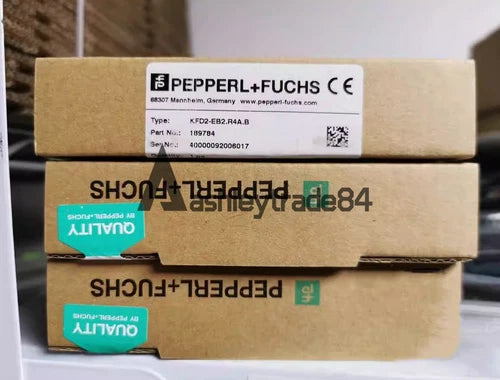 PEPPERL+FUCHS CE
68307 Mannheim, Germany www.pepperl-fuchs.com
Type: KFD2-EB2.R4A.B
Part No.: 189784
Ser.No.: 40000092006017
ashleytrade84
PEPPERL+FUCHS
QUALITY
BY PEPPERL+FUCHS
PEPPERL+FUCHS
QUALITY
BY PEPPERL+FUCHS